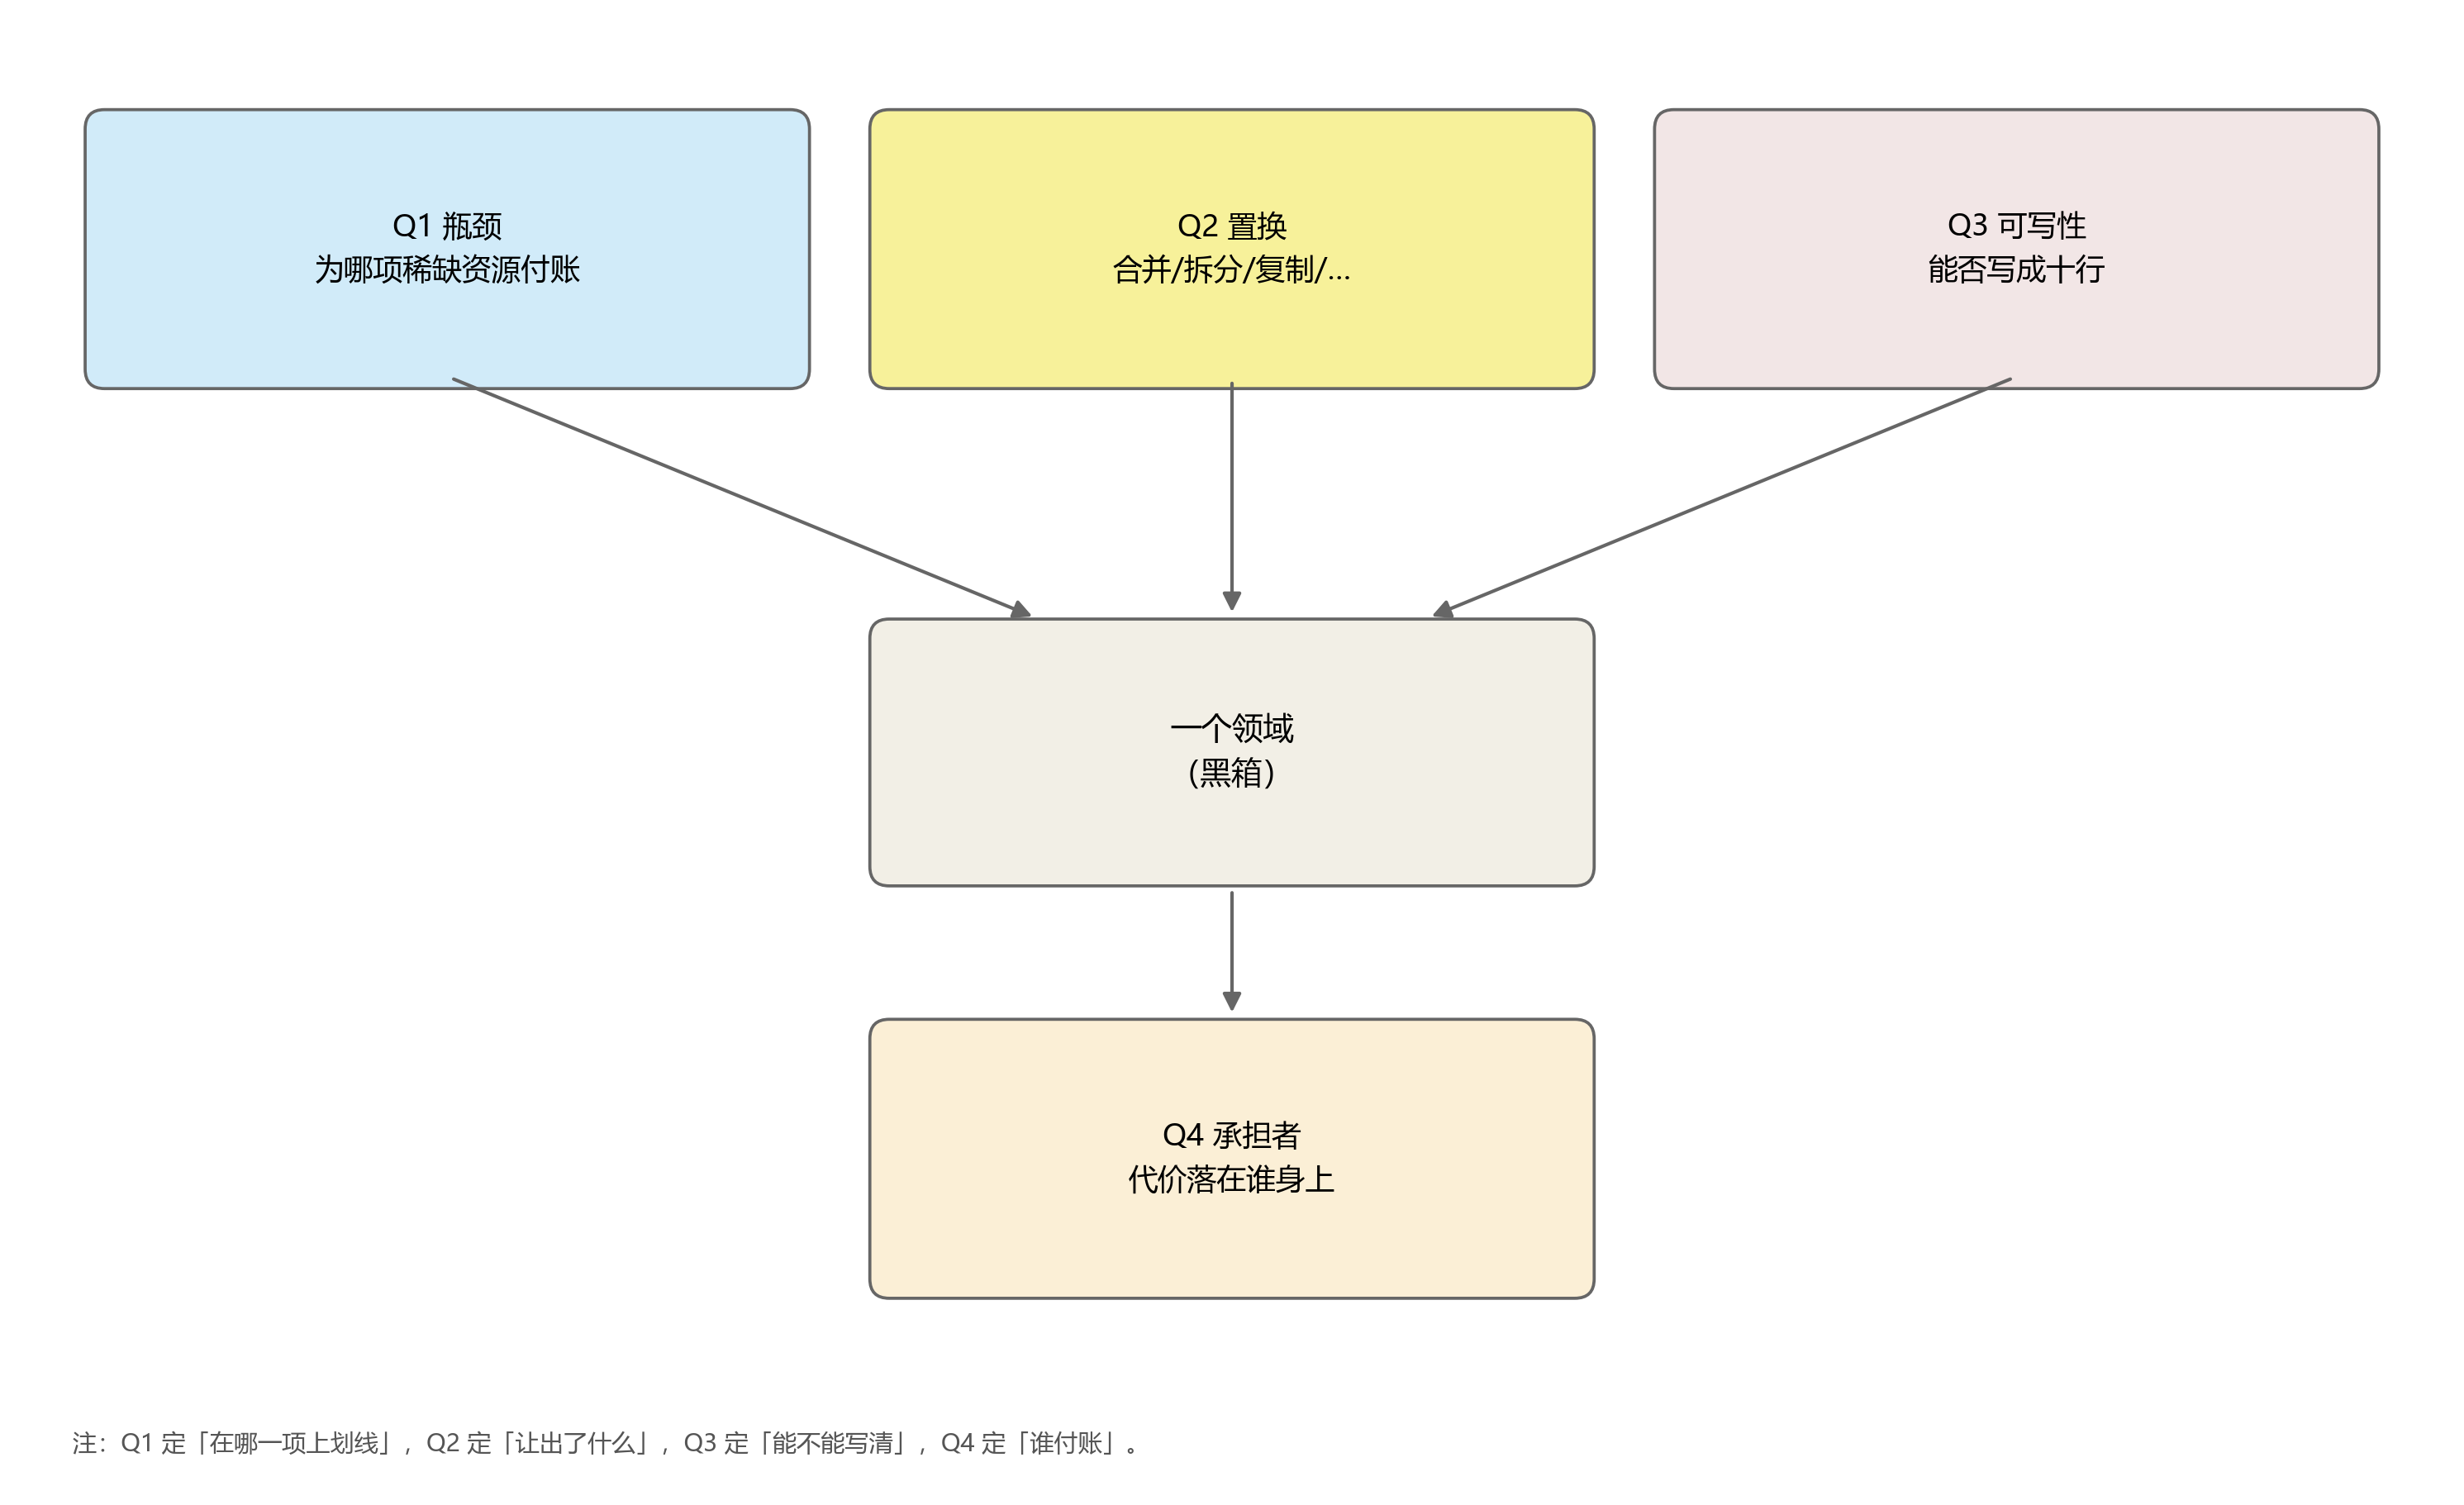 Q1 瓶颈
为哪项稀缺资源付账
Q2 置换
合并/拆分/复制/…
Q3 可写性
能否写成十行
一个领域
（黑箱）
Q4 承担者
代价落在谁身上
注：Q1 定「在哪一项上划线」，Q2 定「让出了什么」，Q3 定「能不能写清」，Q4 定「谁付账」。